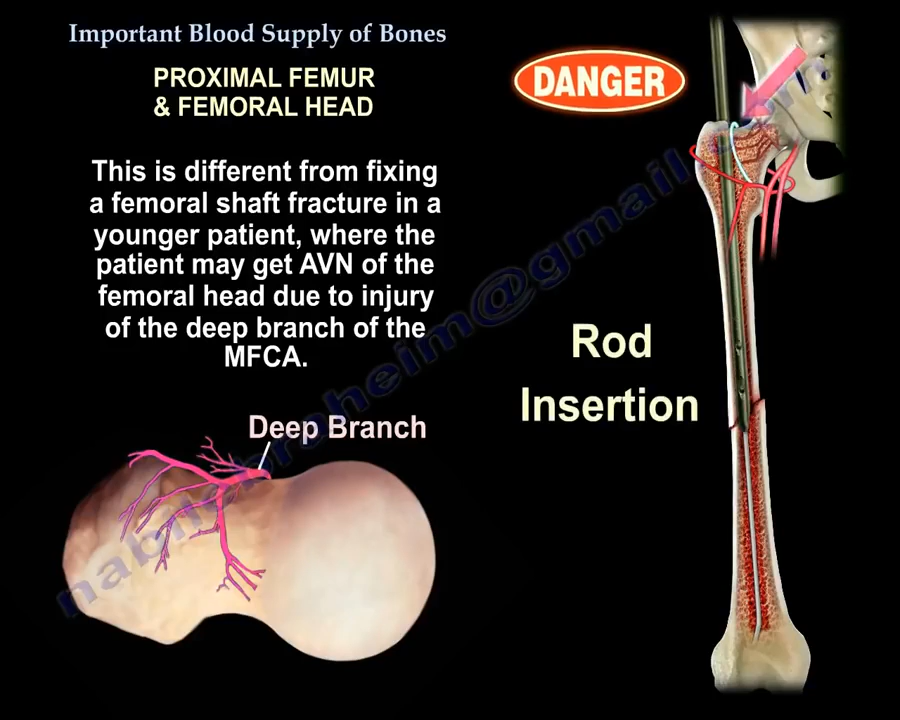 Important Blood Supply of Bones
PROXIMAL FEMUR
& FEMORAL HEAD
DANGER
This is different from fixing
a femoral shaft fracture in a
younger patient, where the
patient may get AVN of the
femoral head due to injury
of the deep branch of the
MFCA.
Rod
Insertion
Deep Branch